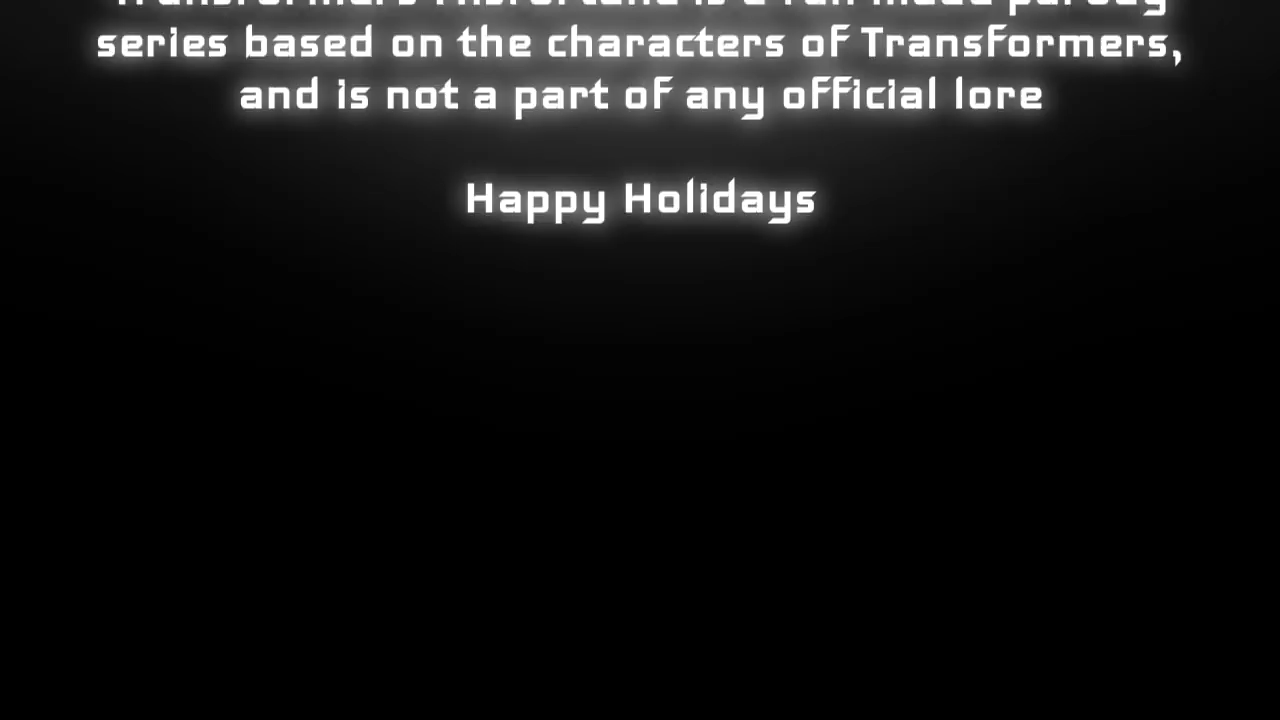 Transformers is a fan made parody
series based on the characters of Transformers,
and is not a part of any official lore
Happy Holidays